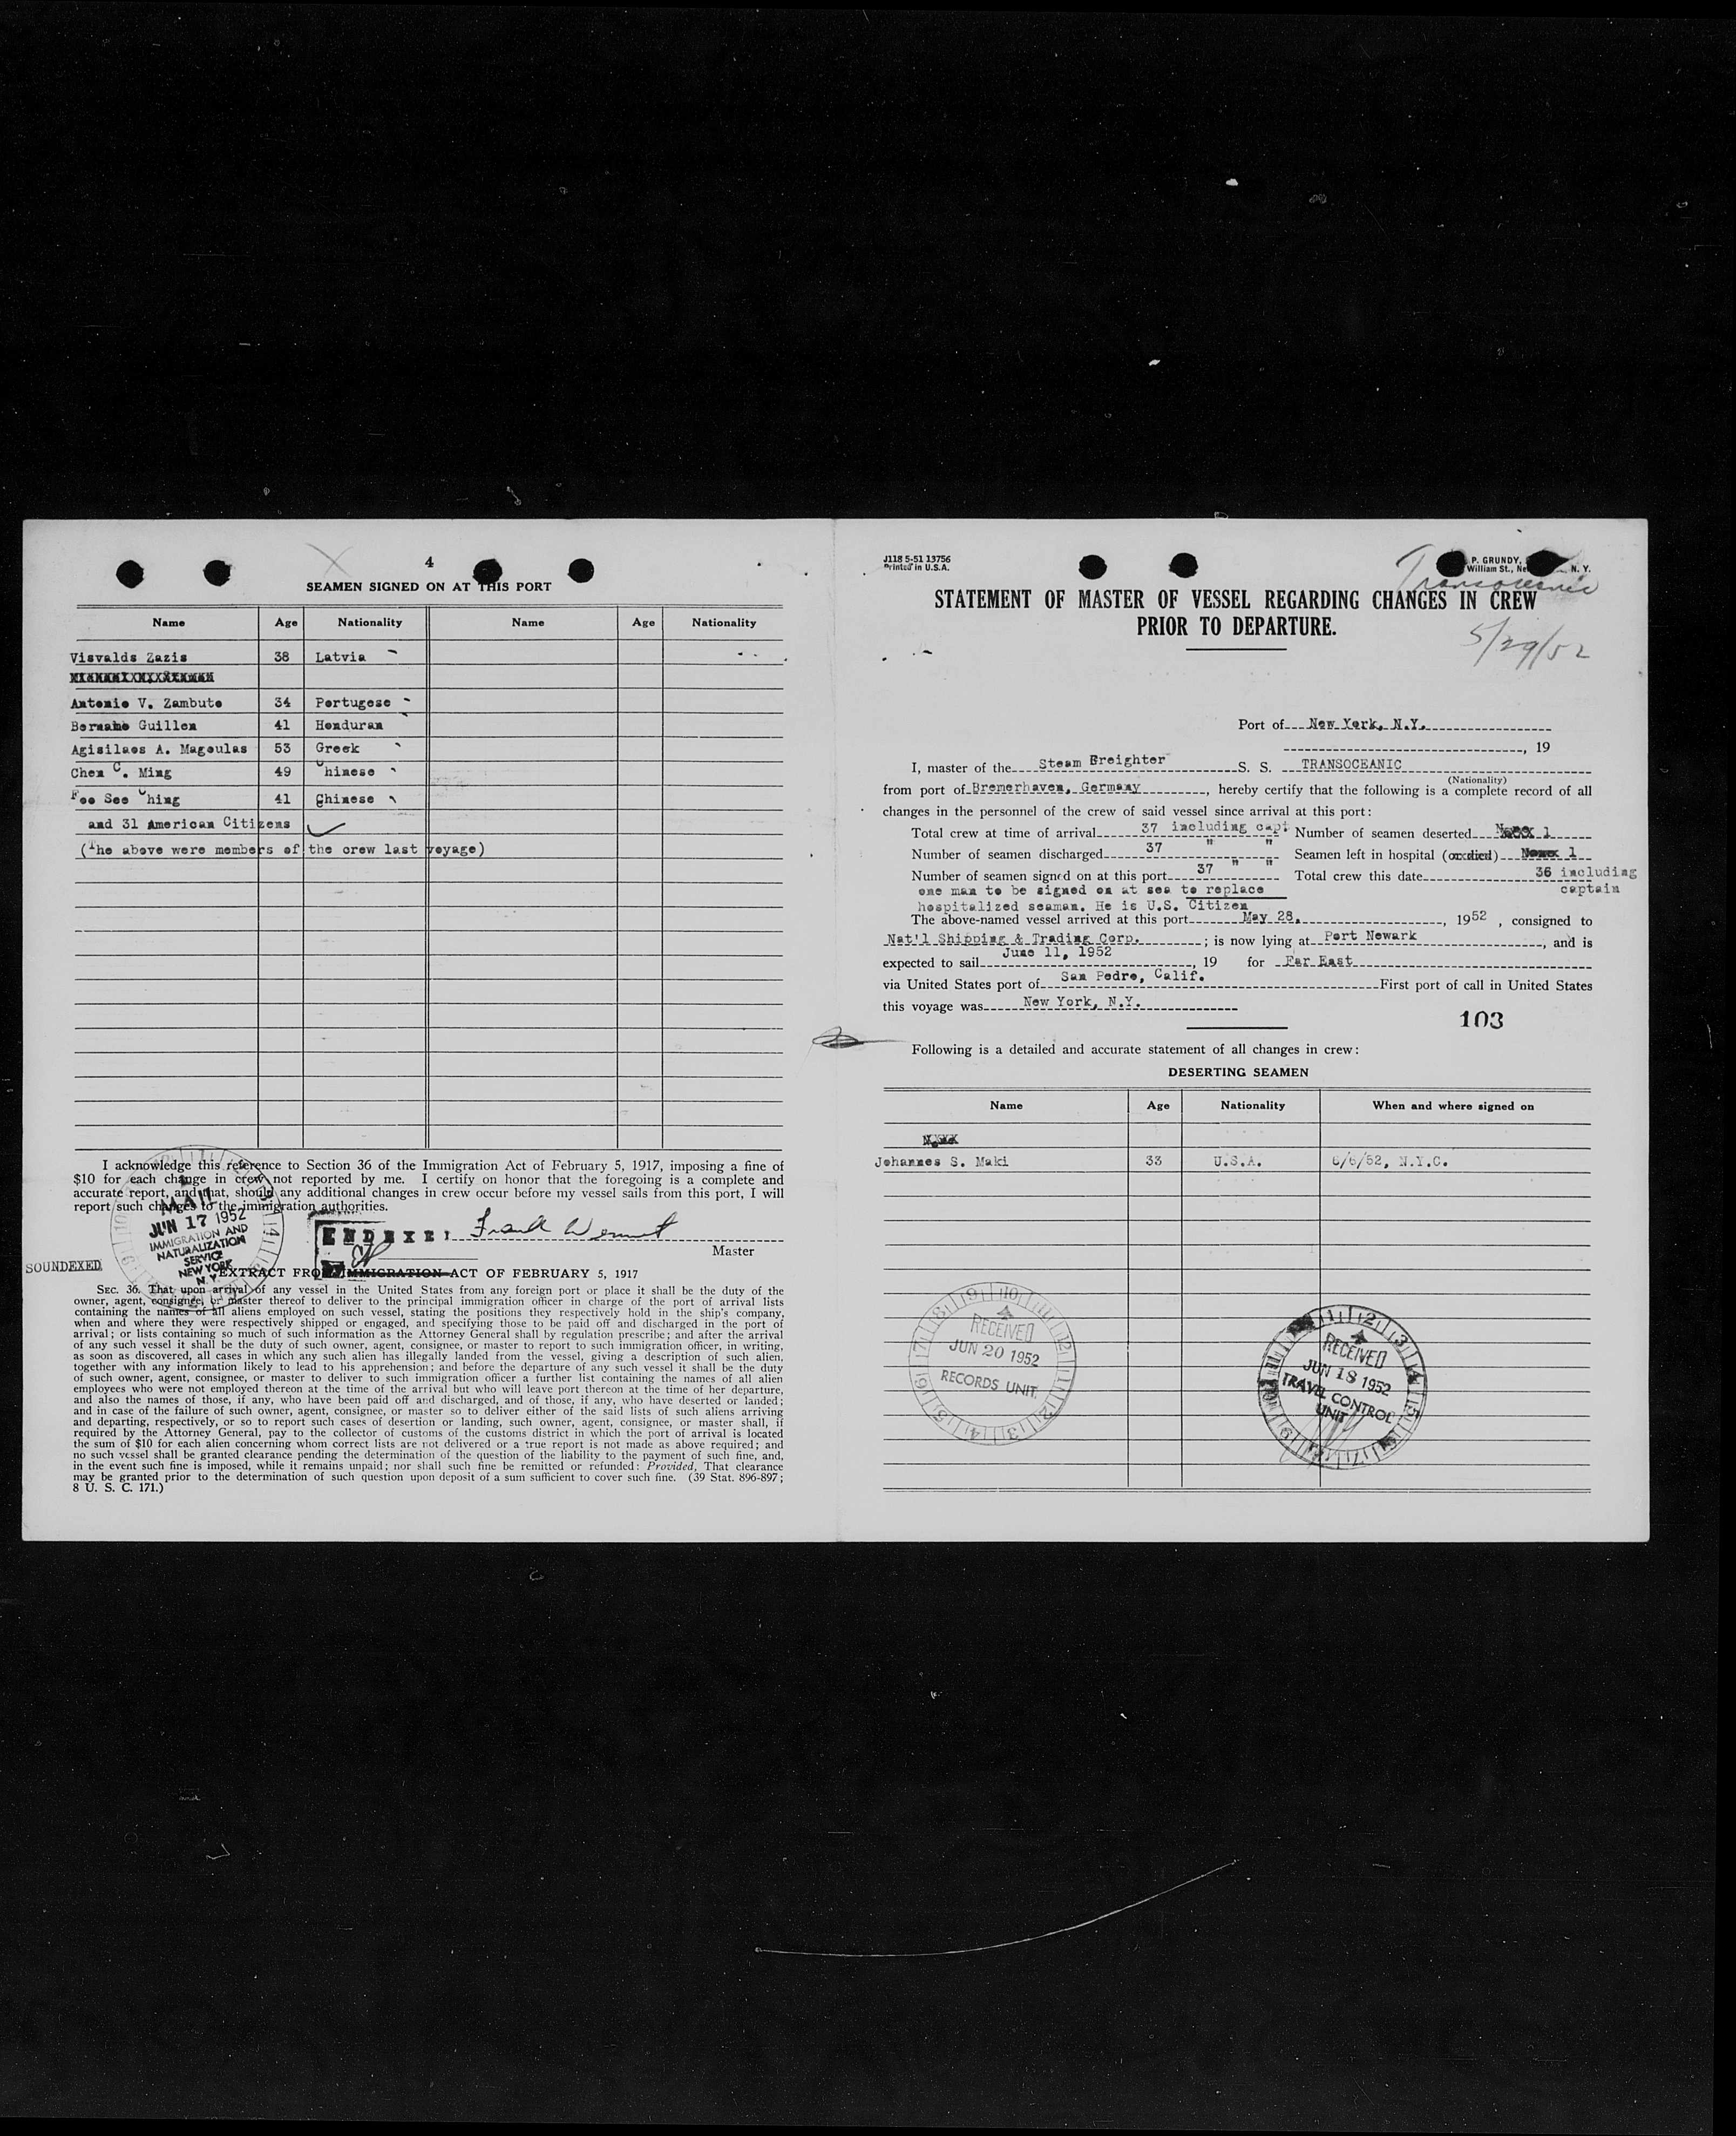 4
SEAMEN SIGNED ON AT THIS PORT
Name Age Nationality Name Age Nationality
Visvalds Zazis 38 Latvia
Antonio V. Zambuto 34 Portugese
Bernabe Guillen 41 Honduran
Agisilaos A. Magoulas 53 Greek
Chen C. Ming 49 Chinese
Foo See Ching 41 Chinese
and 31 American Citizens
(The above were members of the crew last voyage)
I acknowledge this reference to Section 36 of the Immigration Act of February 5, 1917, imposing a fine of
$10 for each change in crew not reported by me. I certify on honor that the foregoing is a complete and
accurate report, and that, should any additional changes in crew occur before my vessel sails from this port, I will
report such changes to the immigration authorities.
MAIL
JUN 17 1952
IMMIGRATION AND
NATURALIZATION
SERVICE
NEW YORK
N.Y.
INDEXED
Frank
Master
SOUNDEXED
EXTRACT FROM IMMIGRATION ACT OF FEBRUARY 5, 1917
SEC. 36. That upon arrival of any vessel in the United States from any foreign port or place it shall be the duty of the
owner, agent, consignee, or master thereof to deliver to the principal immigration officer in charge of the port of arrival lists
containing the names of all aliens employed on such vessel, stating the positions they respectively hold in the ship's company,
when and where they were respectively shipped or engaged, and specifying those to be paid off and discharged in the port of
arrival; or lists containing so much of such information as the Attorney General shall by regulation prescribe; and after the arrival
of any such vessel it shall be the duty of such owner, agent, consignee, or master to report to such immigration officer, in writing,
as soon as discovered, all cases in which any such alien has illegally landed from the vessel, giving a description of such alien,
together with any information likely to lead to his apprehension; and before the departure of any such vessel it shall be the duty
of such owner, agent, consignee, or master to deliver to such immigration officer a further list containing the names of all alien
employees who were not employed thereon at the time of the arrival but who will leave port thereon at the time of her departure,
and also the names of those, if any, who have been paid off and discharged, and of those, if any, who have deserted or landed;
and in case of the failure of such owner, agent, consignee, or master so to deliver either of the said lists of such aliens arriving
and departing, respectively, or so to report such cases of desertion or landing, such owner, agent, consignee, or master shall, if
required by the Attorney General, pay to the collector of customs of the customs district in which the port of arrival is located
the sum of $10 for each alien concerning whom correct lists are not delivered or a true report is not made as above required; and
no such vessel shall be granted clearance pending the determination of the question of the liability to the payment of such fine, and,
in the event such fine is imposed, while it remains unpaid; nor shall such fine be remitted or refunded: Provided, That clearance
may be granted prior to the determination of such question upon deposit of a sum sufficient to cover such fine. (39 Stat. 896-897;
8 U. S. C. 171.)
J118 5-51 13756
Printed in U.S.A.
P. GRUNDY,
William St., N. Y.
Transoceanic
STATEMENT OF MASTER OF VESSEL REGARDING CHANGES IN CREW
PRIOR TO DEPARTURE.
5/29/52
Port of New York, N.Y.
, 19
I, master of the Steam Freighter S. S. TRANSOCEANIC
(Nationality)
from port of Bremerhaven, Germany, hereby certify that the following is a complete record of all
changes in the personnel of the crew of said vessel since arrival at this port:
Total crew at time of arrival 37 including capt Number of seamen deserted 1
Number of seamen discharged 37 " " Seamen left in hospital (or died) 1
Number of seamen signed on at this port 37 " " Total crew this date 36 including
captain
one man to be signed on at sea to replace
hospitalized seaman. He is U.S. Citizen
The above-named vessel arrived at this port May 28, 1952, consigned to
Nat'l Shipping & Trading Corp.; is now lying at Port Newark, and is
expected to sail June 11, 1952, 19 for Far East
via United States port of San Pedro, Calif. First port of call in United States
this voyage was New York, N.Y.
103
Following is a detailed and accurate statement of all changes in crew:
DESERTING SEAMEN
Name Age Nationality When and where signed on
Johannes S. Maki 33 U.S.A. 6/6/52, N.Y.C.
RECEIVED
JUN 20 1952
RECORDS UNIT
RECEIVED
JUN 18 1952
TRAVEL CONTROL
UNIT